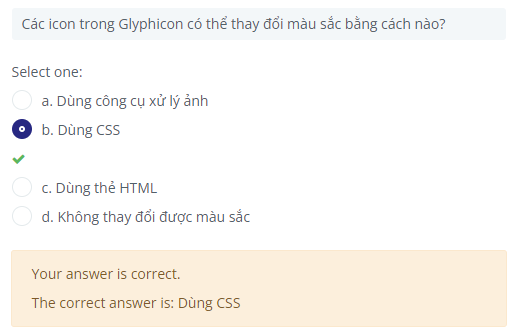 Các icon trong Glyphicon có thể thay đổi màu sắc bằng cách nào?
Select one:
a. Dùng công cụ xử lý ảnh
b. Dùng CSS
c. Dùng thẻ HTML
d. Không thay đổi được màu sắc
Your answer is correct.
The correct answer is: Dùng CSS